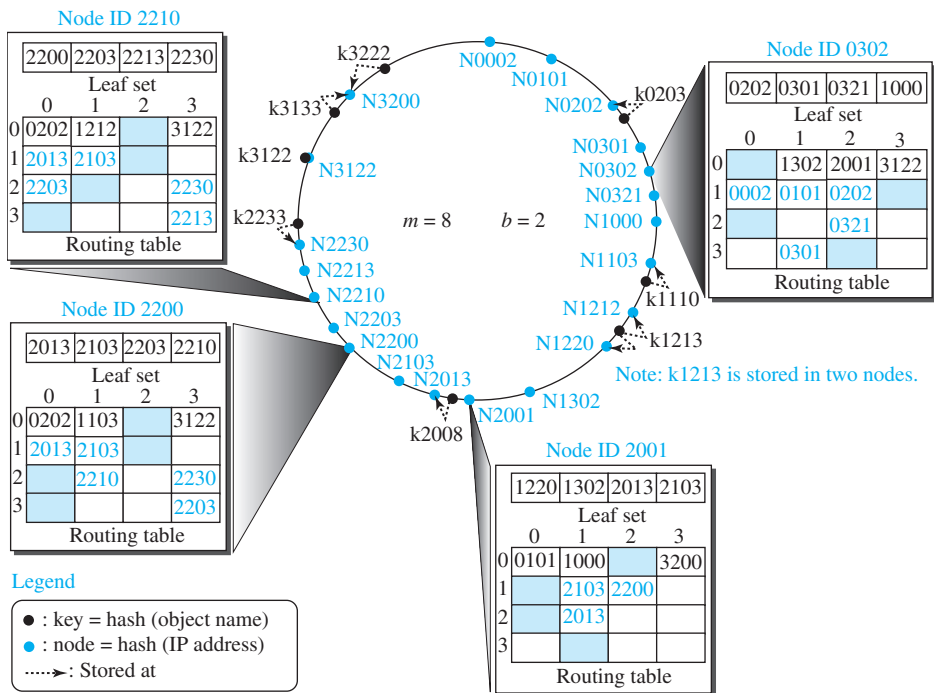 Node ID 2210
2200 2203 2213 2230
Leaf set
0 1 2 3
0 0202 1212 3122
1 2013 2103
2 2203 2230
3 2213
Routing table
Node ID 2200
2013 2103 2203 2210
Leaf set
0 1 2 3
0 0202 1103 3122
1 2013 2103
2 2210 2230
3 2203
Routing table
k3222
N0002
N0101
N3200
N0202
k0203
k3133
N0301
k3122
N3122
N0302
N0321
m = 8 b = 2
N1000
k2233
N2230
N1103
N2213
k1110
N2210
N1212
N2203
N1220
k1213
N2200
N2103
Note: k1213 is stored in two nodes.
N2013
N1302
N2001
k2008
Node ID 0302
0202 0301 0321 1000
Leaf set
0 1 2 3
0 1302 2001 3122
1 0002 0101 0202
2 0321
3 0301
Routing table
Node ID 2001
1220 1302 2013 2103
Leaf set
0 1 2 3
0 0101 1000 3200
1 2103 2200
2 2013
3
Routing table
Legend
: key = hash (object name)
: node = hash (IP address)
: Stored at